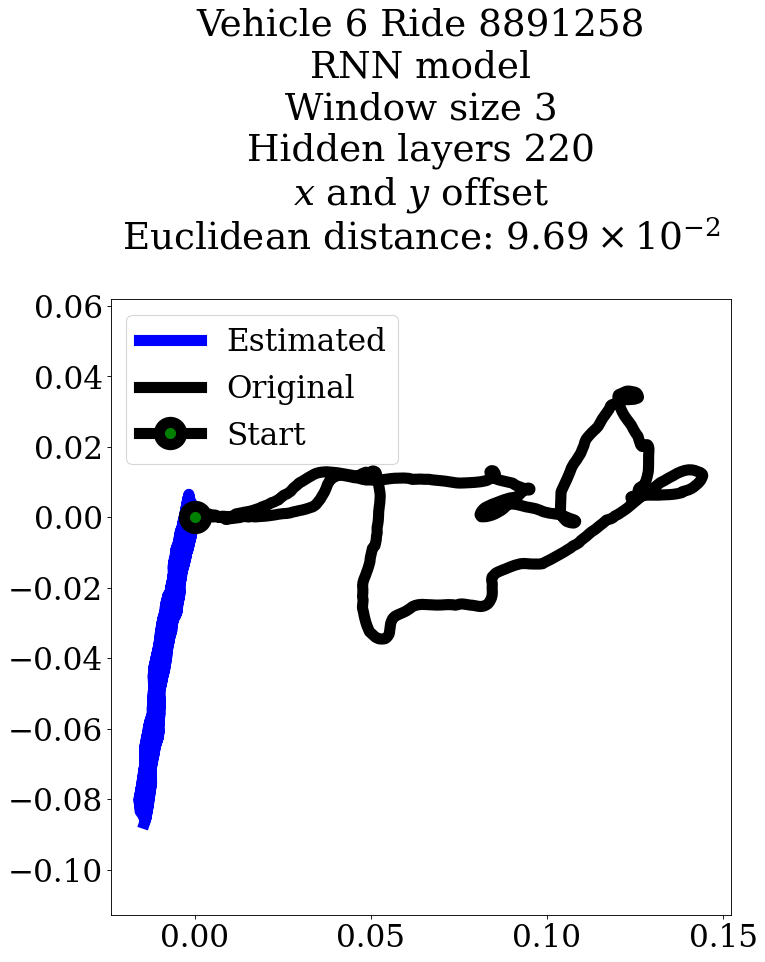 Vehicle 6 Ride 8891258
RNN model
Window size 3
Hidden layers 220
x and y offset
Euclidean distance: 9.69 × 10⁻²
Estimated
Original
Start
0.06
0.04
0.02
0.00
−0.02
−0.04
−0.06
−0.08
−0.10
0.00 0.05 0.10 0.15